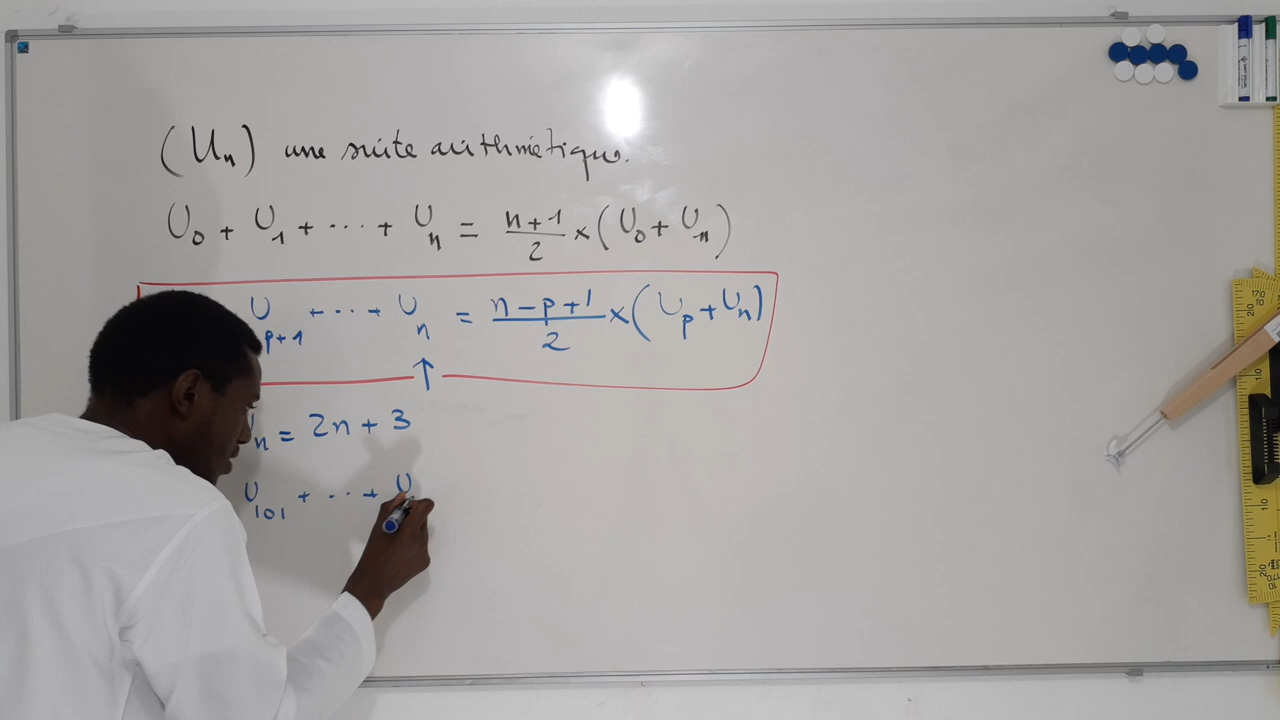 (Un) une suite arithmétique.
U0 + U1 + ... + Un = n+1/2 × (U0 + Un)
Up+1 + ... + Un = n-p+1/2 × (Up + Un)
↑
n = 2n + 3
U101 + ... + U